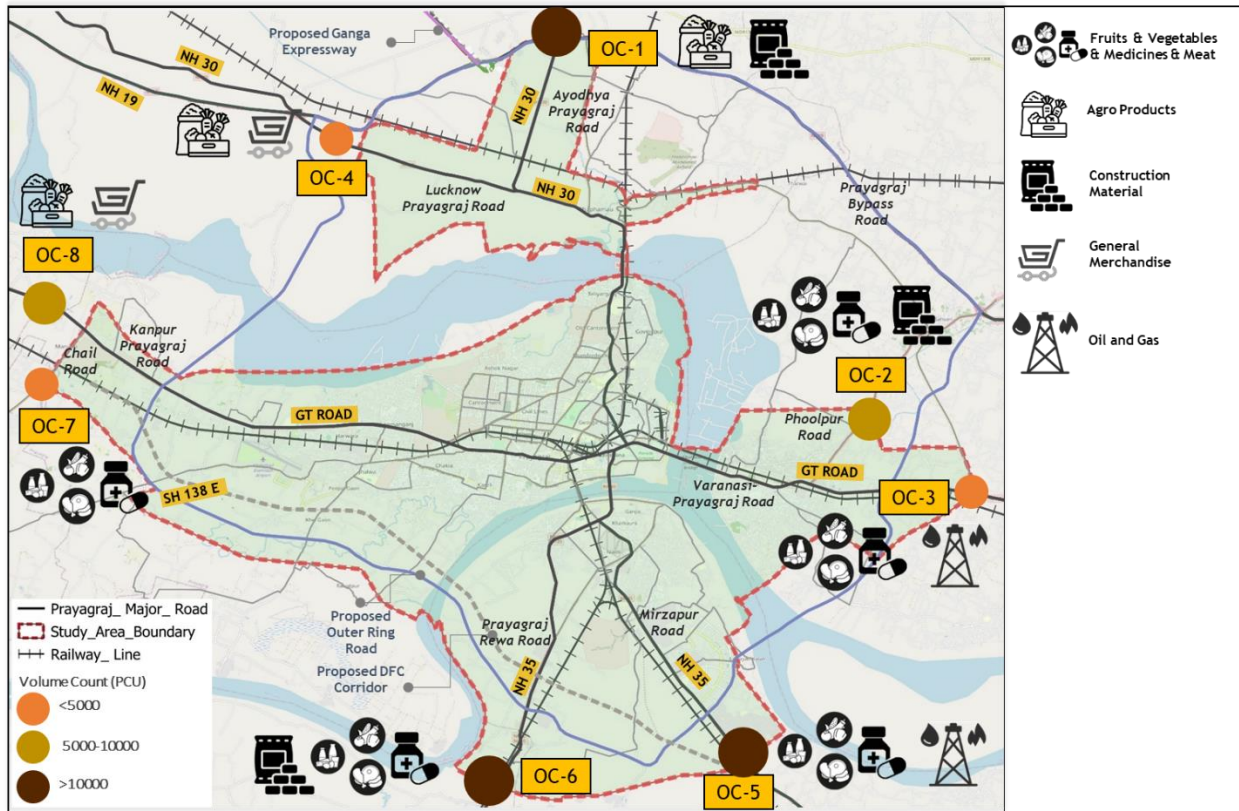 Proposed Ganga
Expressway
OC-1
NH 30
NH 19
NH 30
Ayodhya
Prayagraj
Road
OC-4
Lucknow
Prayagraj Road
NH 30
Prayagraj
Bypass
Road
OC-8
Kanpur
Prayagraj
Road
Chail
Road
OC-2
OC-7
GT ROAD
Phoolpur
Road
GT ROAD
Varanasi-
Prayagraj Road
OC-3
SH 138 E
Proposed
Outer Ring
Road
Prayagraj
Rewa Road
Mirzapur
Road
Proposed DFC
Corridor
NH 35
NH 35
OC-6
OC-5
Prayagraj_ Major_ Road
Study_Area_Boundary
Railway_ Line
Volume Count (PCU)
<5000
5000-10000
>10000
Fruits & Vegetables
& Medicines & Meat
Agro Products
Construction
Material
General
Merchandise
Oil and Gas